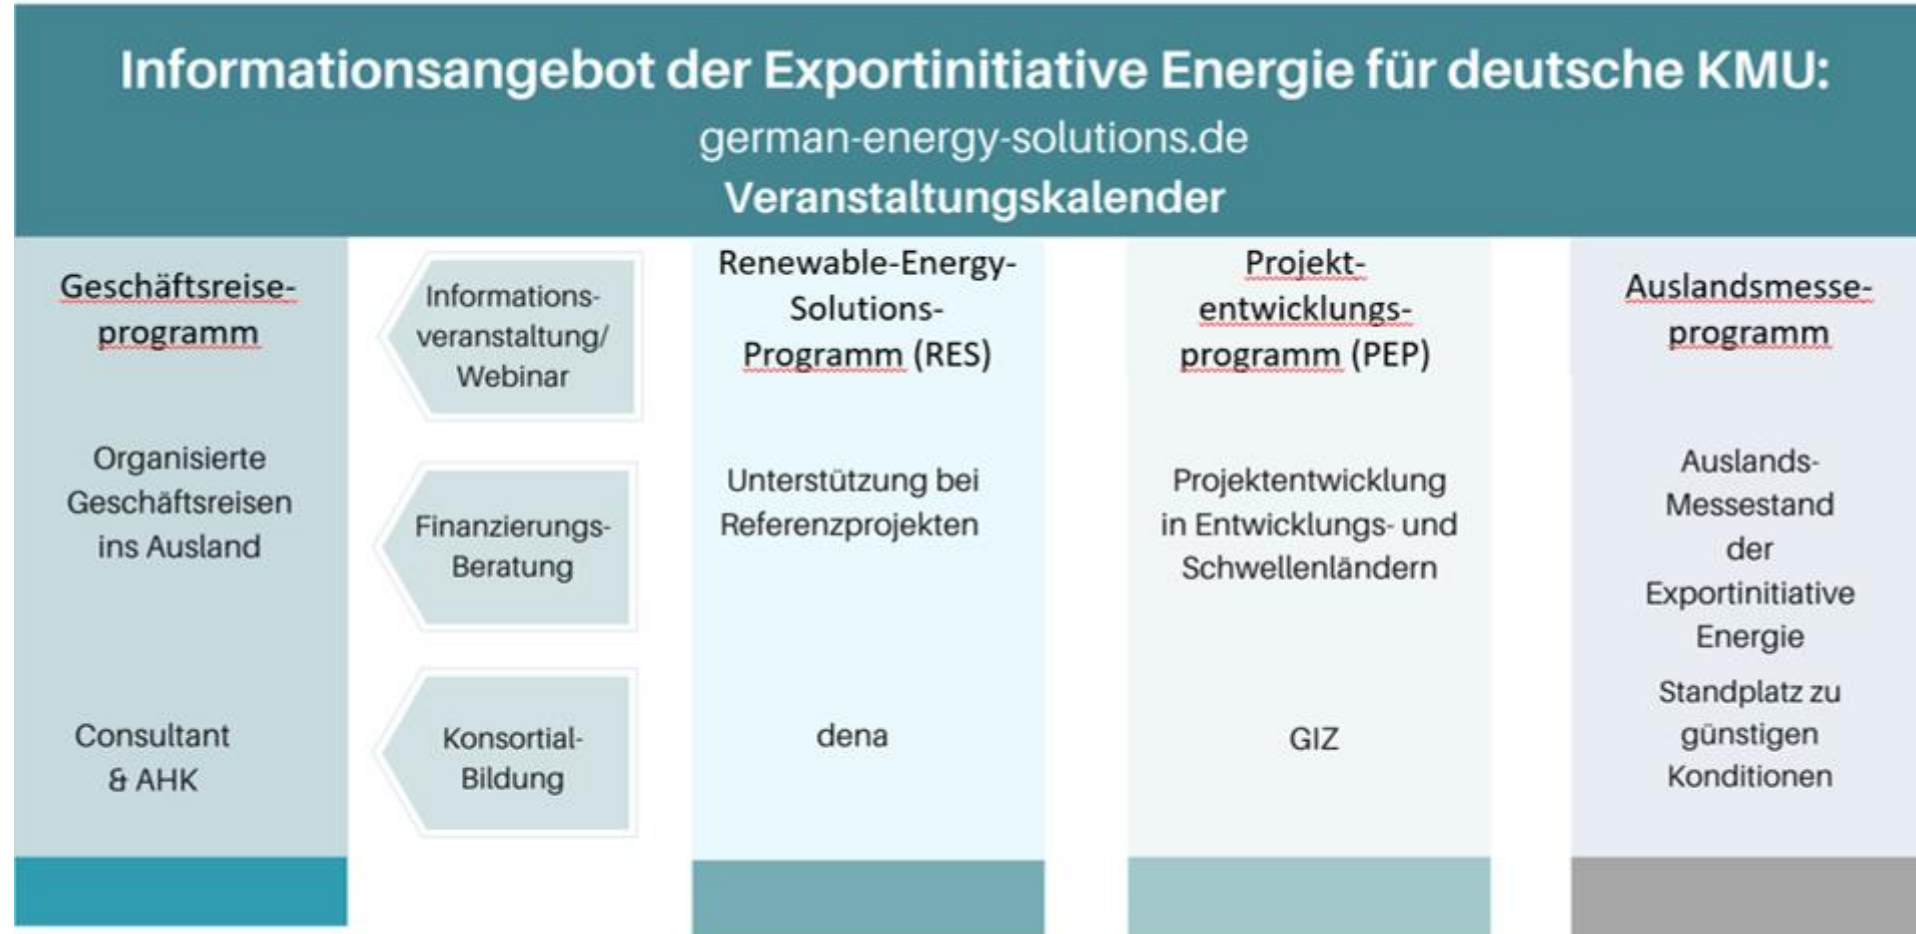 Informationsangebot der Exportinitiative Energie für deutsche KMU:
german-energy-solutions.de
Veranstaltungskalender
Geschäftsreise-
programm
Organisierte
Geschäftsreisen
ins Ausland
Consultant
& AHK
Informations-
veranstaltung/
Webinar
Finanzierungs-
Beratung
Konsortial-
Bildung
Renewable-Energy-
Solutions-
Programm (RES)
Unterstützung bei
Referenzprojekten
dena
Projekt-
entwicklungs-
programm (PEP)
Projektentwicklung
in Entwicklungs- und
Schwellenländern
GIZ
Auslandsmesse-
programm
Auslands-
Messestand
der
Exportinitiative
Energie
Standplatz zu
günstigen
Konditionen